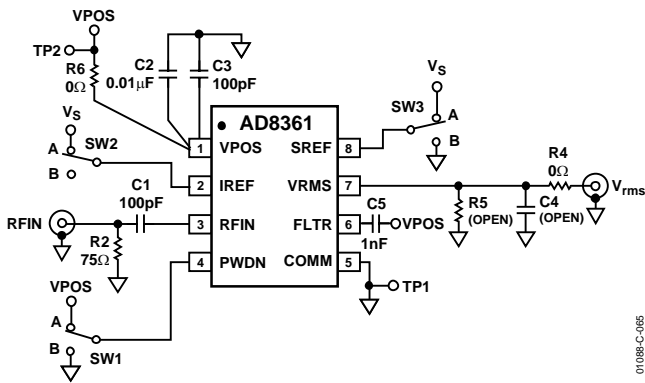 VPOS
TP2
R6
0Ω
C2
0.01µF
C3
100pF
VS
A
SW2
B
C1
100pF
RFIN
R2
75Ω
VPOS
A
B
SW1
AD8361
1 VPOS
2 IREF
3 RFIN
4 PWDN
SREF 8
VRMS 7
FLTR 6
COMM 5
VS
SW3
A
B
R4
0Ω
Vrms
R5
(OPEN)
C4
(OPEN)
C5
1nF
VPOS
TP1
01088-C-065